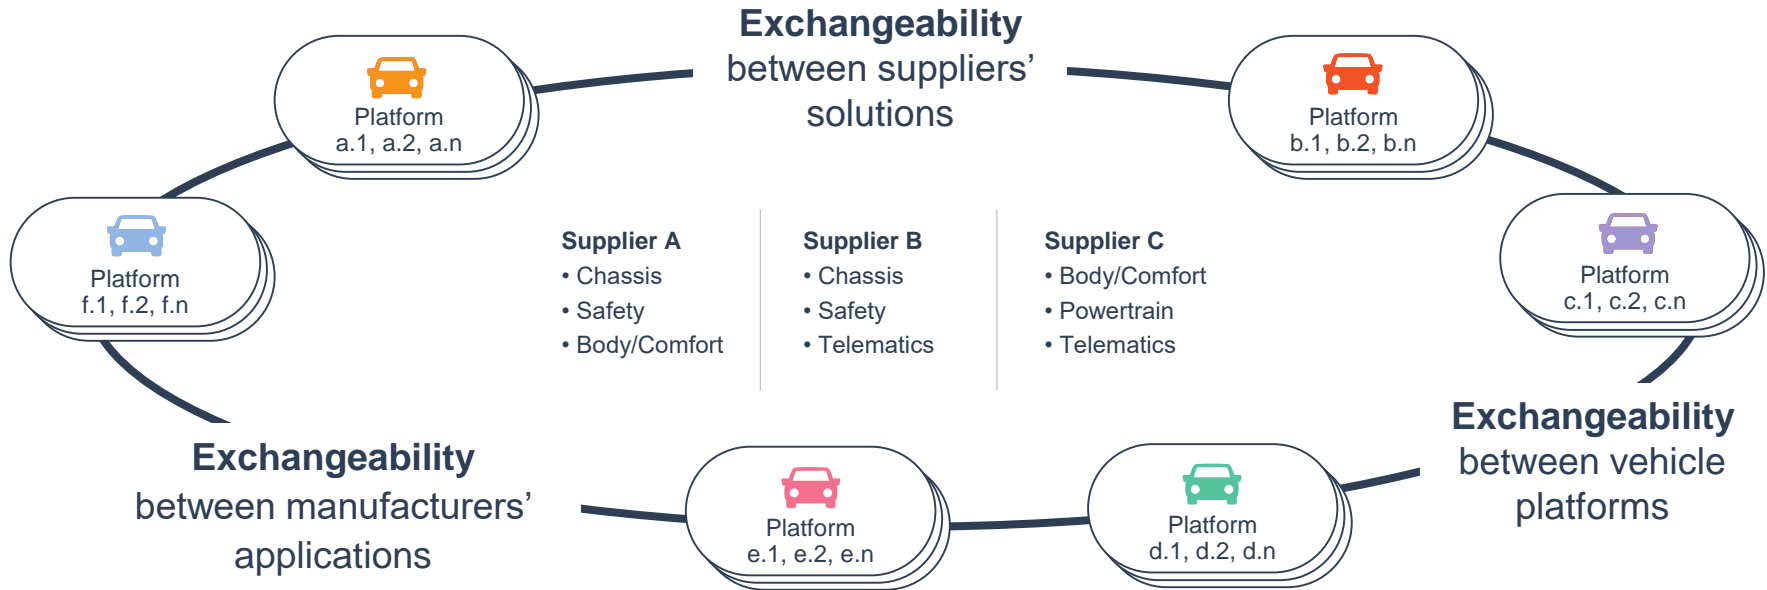 Exchangeability
between suppliers’
solutions
Platform
a.1, a.2, a.n
Platform
b.1, b.2, b.n
Platform
f.1, f.2, f.n
Platform
c.1, c.2, c.n
Supplier A
• Chassis
• Safety
• Body/Comfort
Supplier B
• Chassis
• Safety
• Telematics
Supplier C
• Body/Comfort
• Powertrain
• Telematics
Exchangeability
between manufacturers’
applications
Platform
e.1, e.2, e.n
Platform
d.1, d.2, d.n
Exchangeability
between vehicle
platforms